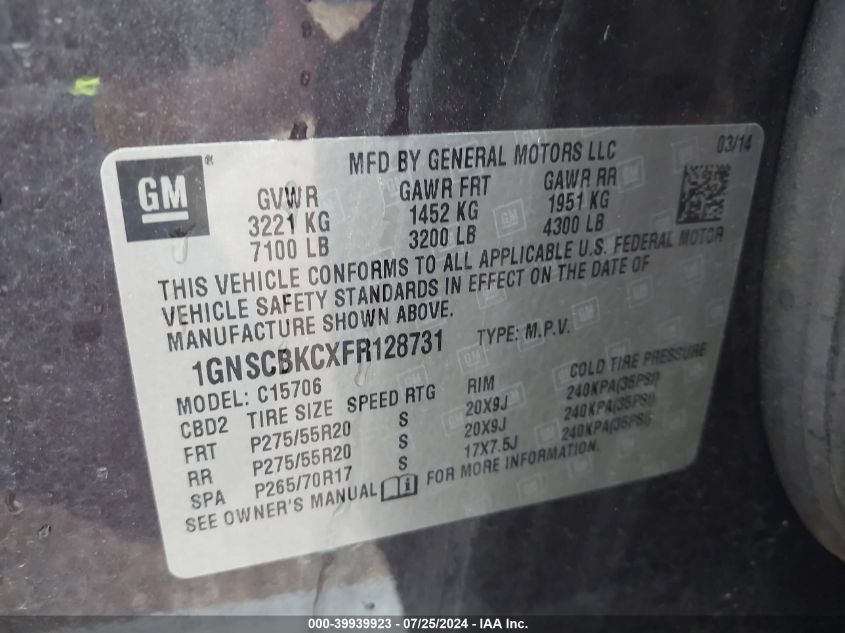 GM
MFD BY GENERAL MOTORS LLC 03/14
GVWR GAWR FRT GAWR RR
3221 KG 1452 KG 1951 KG
7100 LB 3200 LB 4300 LB
THIS VEHICLE CONFORMS TO ALL APPLICABLE U.S. FEDERAL MOTOR
VEHICLE SAFETY STANDARDS IN EFFECT ON THE DATE OF
MANUFACTURE SHOWN ABOVE.
1GNSCBKCXFR128731 TYPE: M.P.V.
MODEL: C15706
CBD2 TIRE SIZE SPEED RTG RIM COLD TIRE PRESSURE
FRT P275/55R20 S 20X9J 240KPA(35PSI)
RR P275/55R20 S 20X9J 240KPA(35PSI)
SPA P265/70R17 S 17X7.5J 240KPA(35PSI)
SEE OWNER'S MANUAL FOR MORE INFORMATION.
000-39939923 - 07/25/2024 - IAA Inc.